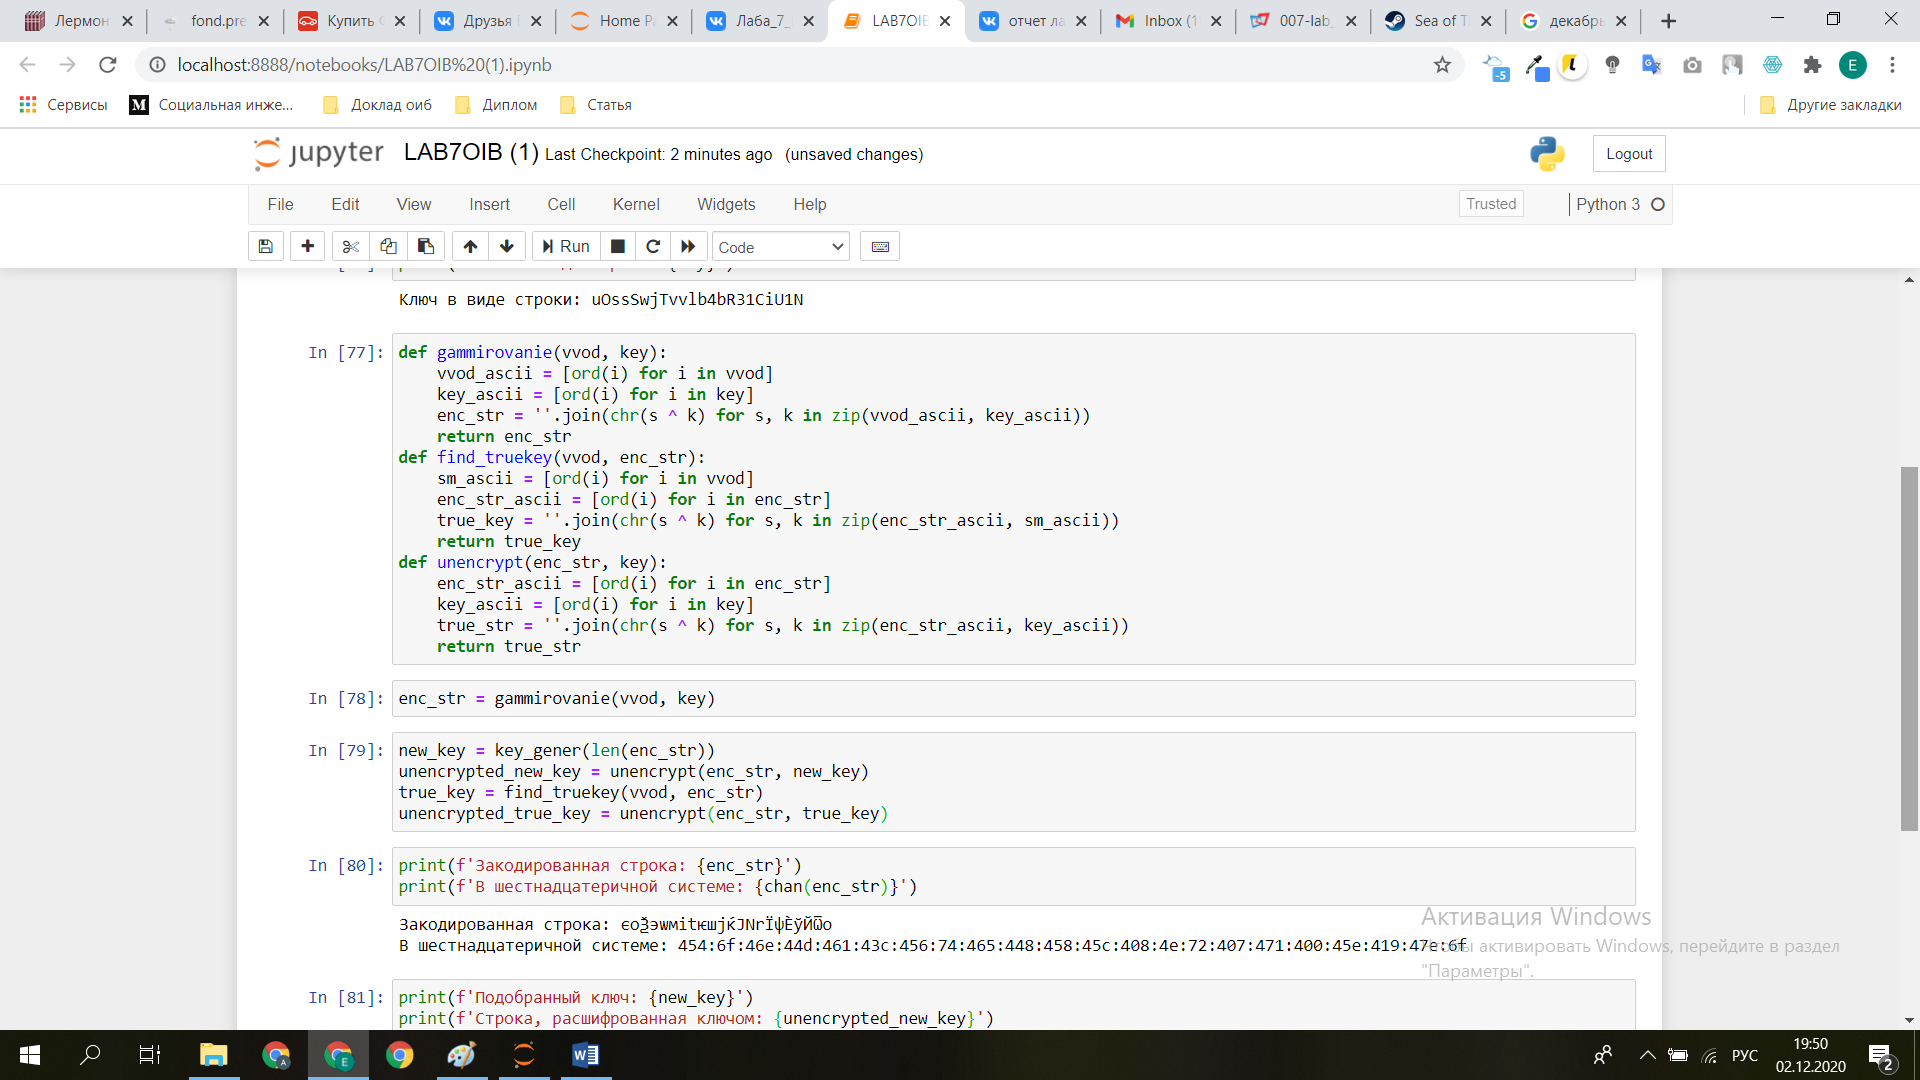 Лермон
fond.pre
Купить
Друзья
Home Pa
Лаба_7_
LAB7OIB
отчет ла
Inbox (1
007-lab_
Sea of Th
декабрь
localhost:8888/notebooks/LAB7OIB%20(1).ipynb
-5
E
Сервисы
Социальная инже...
Доклад оиб
Диплом
Статья
Другие закладки
jupyter LAB7OIB (1) Last Checkpoint: 2 minutes ago (unsaved changes)
Logout
File Edit View Insert Cell Kernel Widgets Help
Trusted
Python 3
Run
Code
Ключ в виде строки: uOssSwjTvvlb4bR31CiU1N
In [77]: def gammirovanie(vvod, key):
    vvod_ascii = [ord(i) for i in vvod]
    key_ascii = [ord(i) for i in key]
    enc_str = ''.join(chr(s ^ k) for s, k in zip(vvod_ascii, key_ascii))
    return enc_str
def find_truekey(vvod, enc_str):
    sm_ascii = [ord(i) for i in vvod]
    enc_str_ascii = [ord(i) for i in enc_str]
    true_key = ''.join(chr(s ^ k) for s, k in zip(enc_str_ascii, sm_ascii))
    return true_key
def unencrypt(enc_str, key):
    enc_str_ascii = [ord(i) for i in enc_str]
    key_ascii = [ord(i) for i in key]
    true_str = ''.join(chr(s ^ k) for s, k in zip(enc_str_ascii, key_ascii))
    return true_str
In [78]: enc_str = gammirovanie(vvod, key)
In [79]: new_key = key_gener(len(enc_str))
unencrypted_new_key = unencrypt(enc_str, new_key)
true_key = find_truekey(vvod, enc_str)
unencrypted_true_key = unencrypt(enc_str, true_key)
In [80]: print(f'Закодированная строка: {enc_str}')
print(f'В шестнадцатеричной системе: {chan(enc_str)}')
Закодированная строка: єoѮэѡміtѥшјќЈNrЇѱЀўЙѾo
В шестнадцатеричной системе: 454:6f:46e:44d:461:43c:456:74:465:448:458:45c:408:4e:72:407:471:400:45e:419:47e:6f
In [81]: print(f'Подобранный ключ: {new_key}')
print(f'Строка, расшифрованная ключом: {unencrypted_new_key}')
Активация Windows
Чтобы активировать Windows, перейдите в раздел
"Параметры".
РУС
19:50
02.12.2020
2